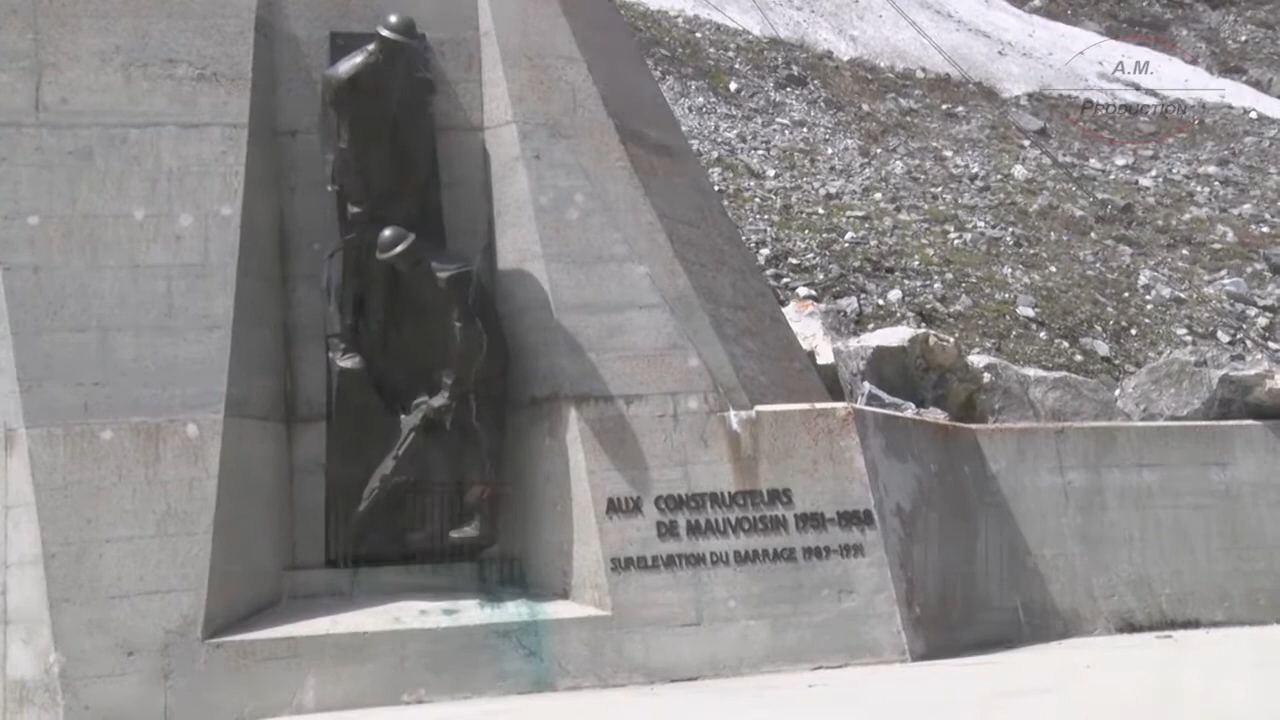 A.M.
PRODUCTION
AUX CONSTRUCTEURS
DE MAUVOISIN 1951-1958
SURELEVATION DU BARRAGE 1989-1991